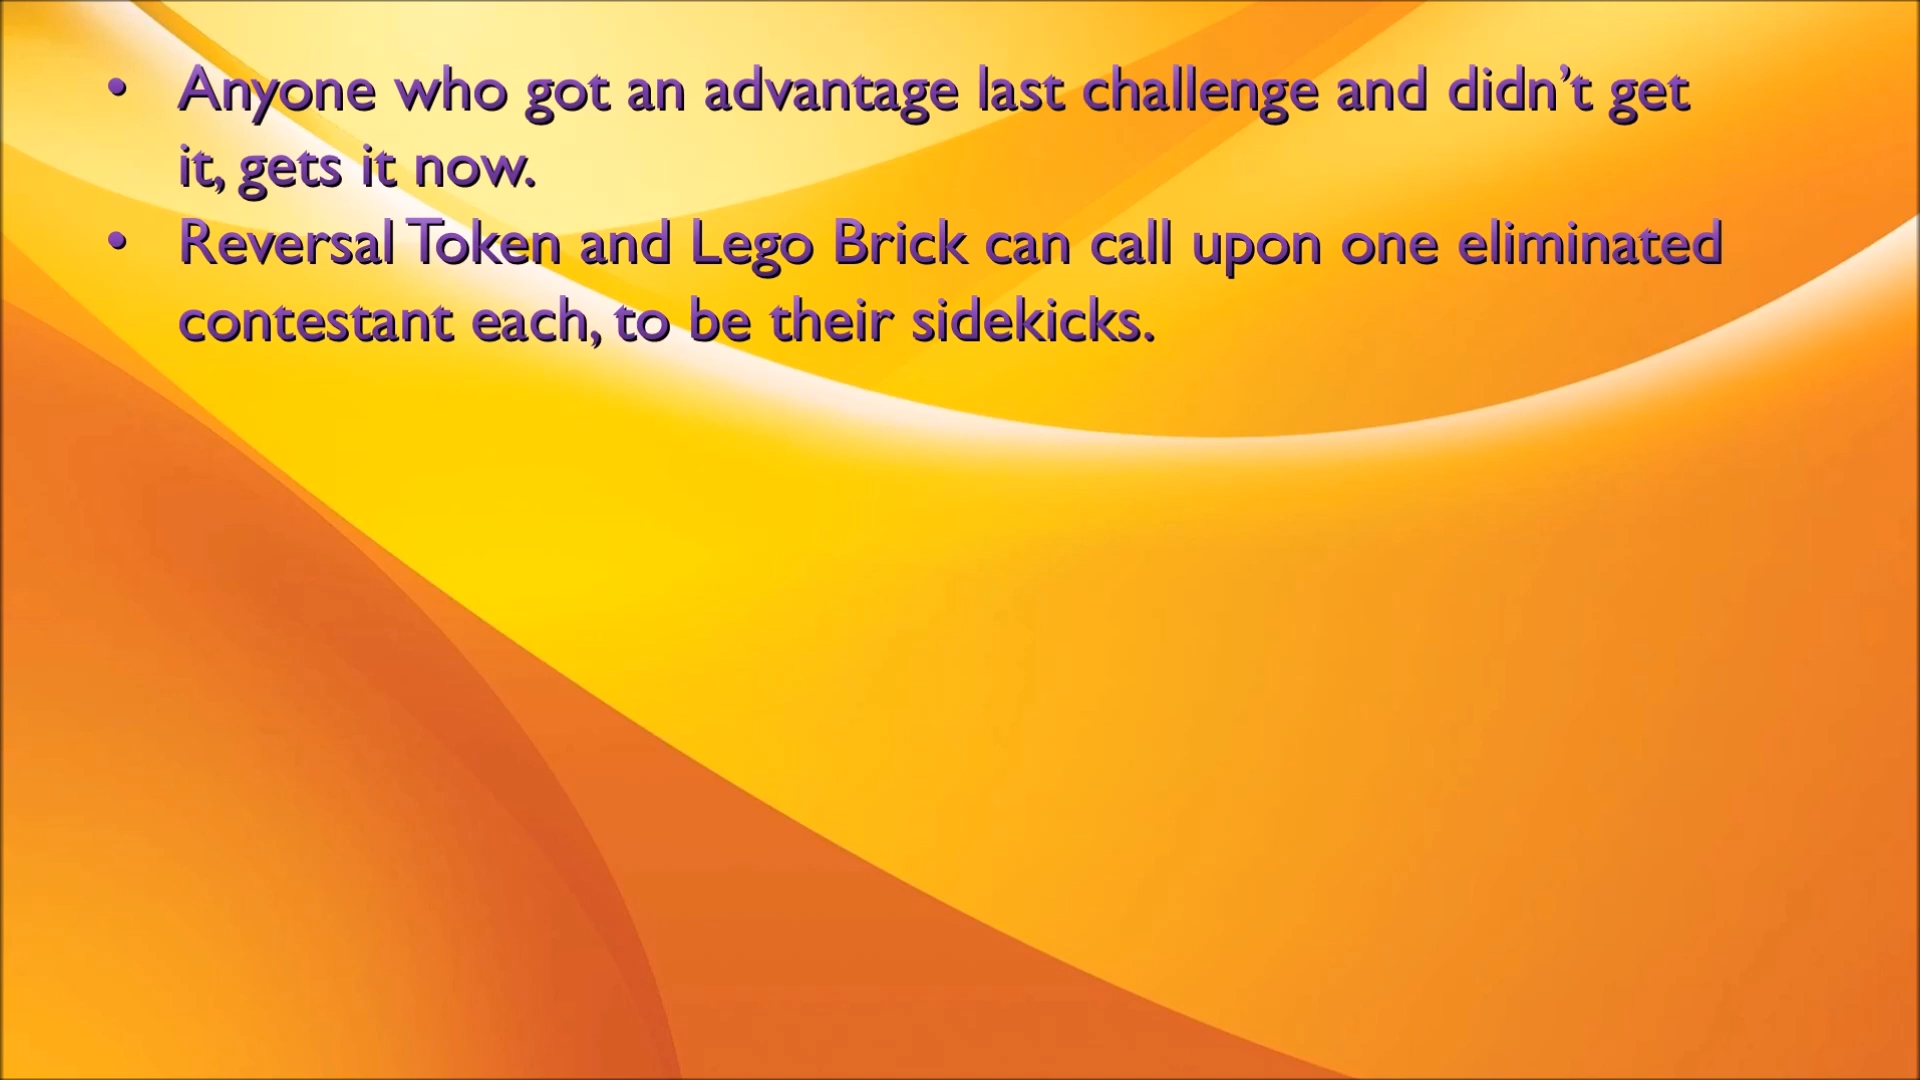 • Anyone who got an advantage last challenge and didn’t get
it, gets it now.
• Reversal Token and Lego Brick can call upon one eliminated
contestant each, to be their sidekicks.